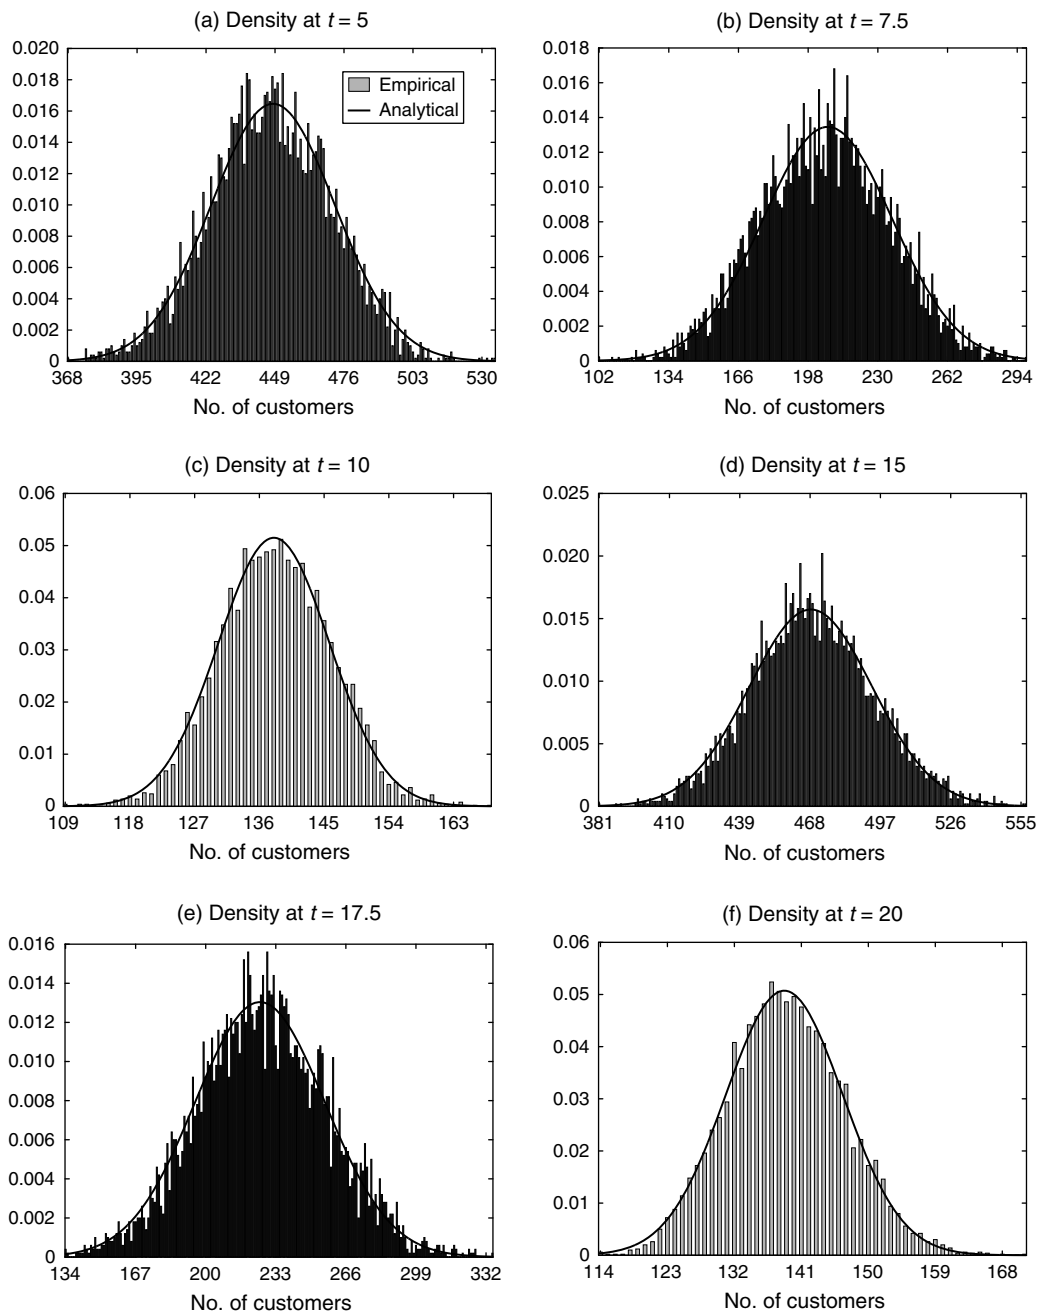 (a) Density at t = 5
0.020
0.018
0.016
0.014
0.012
0.010
0.008
0.006
0.004
0.002
0
Empirical
Analytical
368 395 422 449 476 503 530
No. of customers
(b) Density at t = 7.5
0.018
0.016
0.014
0.012
0.010
0.008
0.006
0.004
0.002
0
102 134 166 198 230 262 294
No. of customers
(c) Density at t = 10
0.06
0.05
0.04
0.03
0.02
0.01
0
109 118 127 136 145 154 163
No. of customers
(d) Density at t = 15
0.025
0.020
0.015
0.010
0.005
0
381 410 439 468 497 526 555
No. of customers
(e) Density at t = 17.5
0.016
0.014
0.012
0.010
0.008
0.006
0.004
0.002
0
134 167 200 233 266 299 332
No. of customers
(f) Density at t = 20
0.06
0.05
0.04
0.03
0.02
0.01
0
114 123 132 141 150 159 168
No. of customers